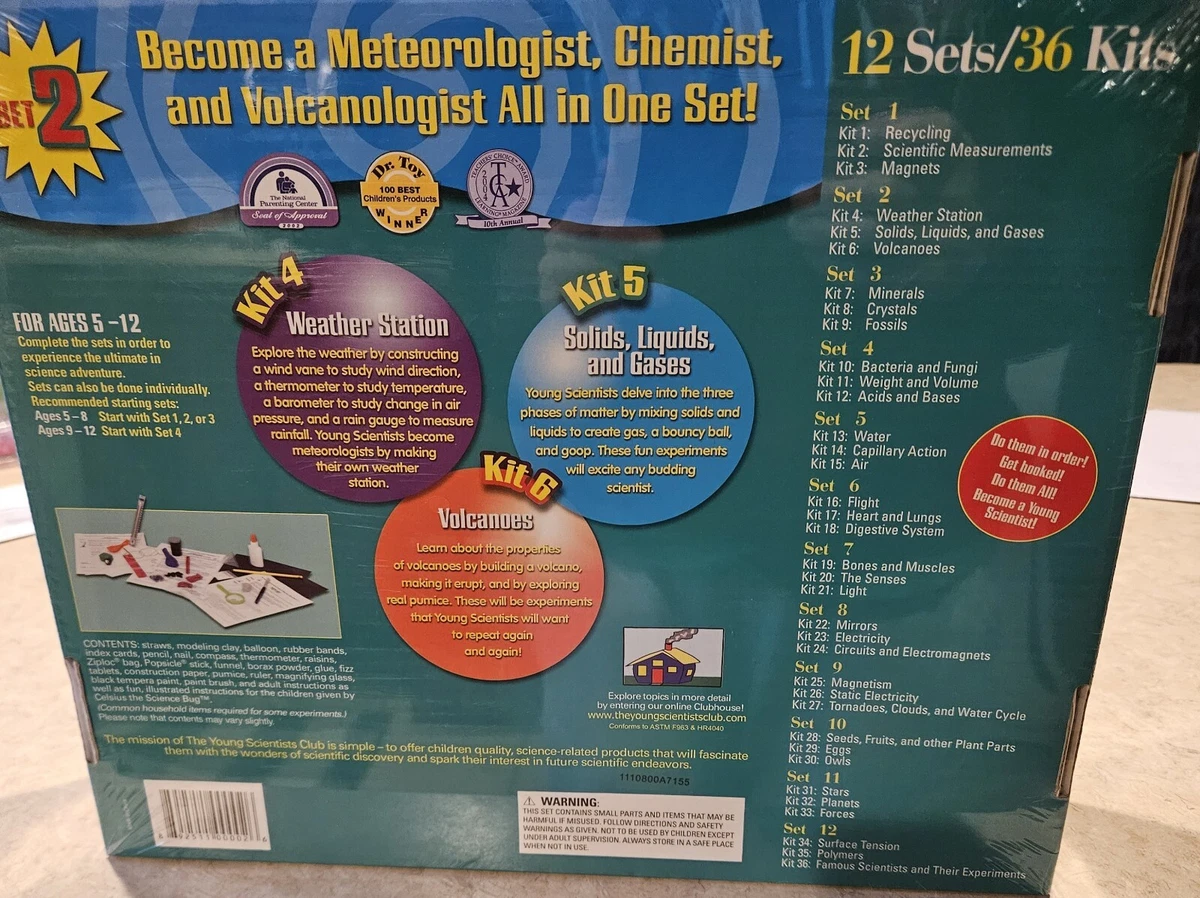 SET 2
Become a Meteorologist, Chemist,
and Volcanologist All in One Set!
The National
Parenting Center
Seal of Approval
Dr. Toy
100 BEST
Children's Products
WINNER
TEACHERS' CHOICE AWARD
LEARNING MAGAZINE
10th Annual
FOR AGES 5-12
Complete the sets in order to
experience the ultimate in
science adventure.
Sets can also be done individually.
Recommended starting sets:
Ages 5-8 Start with Set 1, 2, or 3
Ages 9-12 Start with Set 4
Kit 4
Weather Station
Explore the weather by constructing
a wind vane to study wind direction,
a thermometer to study temperature,
a barometer to study change in air
pressure, and a rain gauge to measure
rainfall. Young Scientists become
meteorologists by making
their own weather
station.
Kit 5
Solids, Liquids,
and Gases
Young Scientists delve into the three
phases of matter by mixing solids and
liquids to create gas, a bouncy ball,
and goop. These fun experiments
will excite any budding
scientist.
Kit 6
Volcanoes
Learn about the properties
of volcanoes by building a volcano,
making it erupt, and by exploring
real pumice. These will be experiments
that Young Scientists will want
to repeat again
and again!
CONTENTS: straws, modeling clay, balloon, rubber bands,
index cards, pencil, nail, compass, thermometer, raisins,
Ziploc® bag, Popsicle® stick, funnel, borax powder, glue, fizz
tablets, construction paper, pumice, ruler, magnifying glass,
black tempera paint, paint brush, and adult instructions as
well as fun, illustrated instructions for the children given by
Celsius the Science Bug™.
(Common household items required for some experiments.)
Please note that contents may vary slightly.
Explore topics in more detail
by entering our online Clubhouse!
www.theyoungscientistsclub.com
Conforms to ASTM F963 & HR4040
The mission of The Young Scientists Club is simple – to offer children quality, science-related products that will fascinate
them with the wonders of scientific discovery and spark their interest in future scientific endeavors.
1110800A7155
WARNING:
THIS SET CONTAINS SMALL PARTS AND ITEMS THAT MAY BE
HARMFUL IF MISUSED. FOLLOW DIRECTIONS AND SAFETY
WARNINGS AS GIVEN. NOT TO BE USED BY CHILDREN EXCEPT
UNDER ADULT SUPERVISION. ALWAYS STORE IN A SAFE PLACE
WHEN NOT IN USE.
12 Sets/36 Kits
Set 1
Kit 1: Recycling
Kit 2: Scientific Measurements
Kit 3: Magnets
Set 2
Kit 4: Weather Station
Kit 5: Solids, Liquids, and Gases
Kit 6: Volcanoes
Set 3
Kit 7: Minerals
Kit 8: Crystals
Kit 9: Fossils
Set 4
Kit 10: Bacteria and Fungi
Kit 11: Weight and Volume
Kit 12: Acids and Bases
Set 5
Kit 13: Water
Kit 14: Capillary Action
Kit 15: Air
Set 6
Kit 16: Flight
Kit 17: Heart and Lungs
Kit 18: Digestive System
Set 7
Kit 19: Bones and Muscles
Kit 20: The Senses
Kit 21: Light
Set 8
Kit 22: Mirrors
Kit 23: Electricity
Kit 24: Circuits and Electromagnets
Set 9
Kit 25: Magnetism
Kit 26: Static Electricity
Kit 27: Tornadoes, Clouds, and Water Cycle
Set 10
Kit 28: Seeds, Fruits, and other Plant Parts
Kit 29: Eggs
Kit 30: Owls
Set 11
Kit 31: Stars
Kit 32: Planets
Kit 33: Forces
Set 12
Kit 34: Surface Tension
Kit 35: Polymers
Kit 36: Famous Scientists and Their Experiments
Do them in order!
Get hooked!
Do them All!
Become a Young
Scientist!